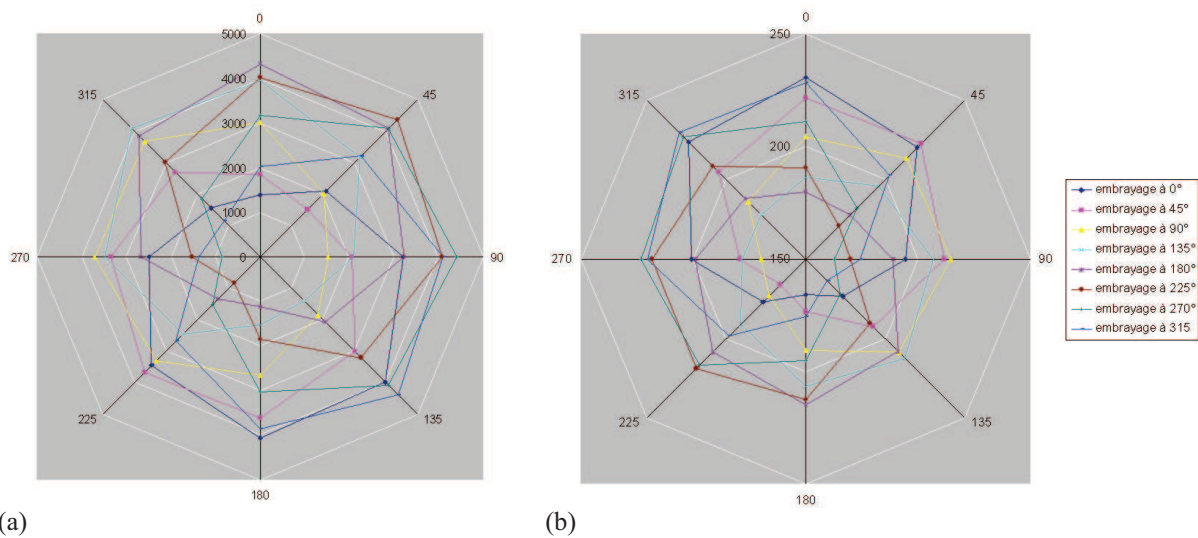 0
5000
4000
3000
2000
1000
0
45
90
135
180
225
270
315
(a)
0
250
200
150
45
90
135
180
225
270
315
(b)
embrayage à 0°
embrayage à 45°
embrayage à 90°
embrayage à 135°
embrayage à 180°
embrayage à 225°
embrayage à 270°
embrayage à 315